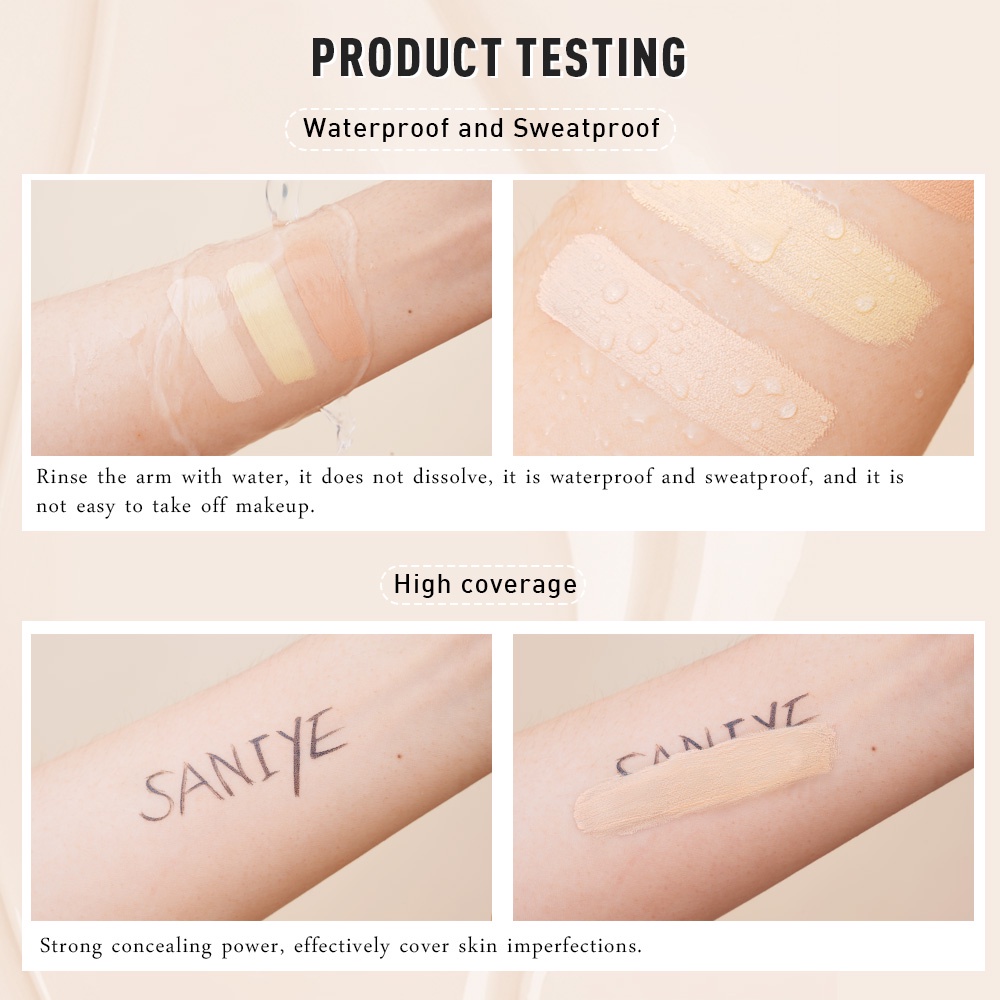 PRODUCT TESTING
Waterproof and Sweatproof
Rinse the arm with water, it does not dissolve, it is waterproof and sweatproof, and it is
not easy to take off makeup.
High coverage
SANIYE
SANIYE
Strong concealing power, effectively cover skin imperfections.